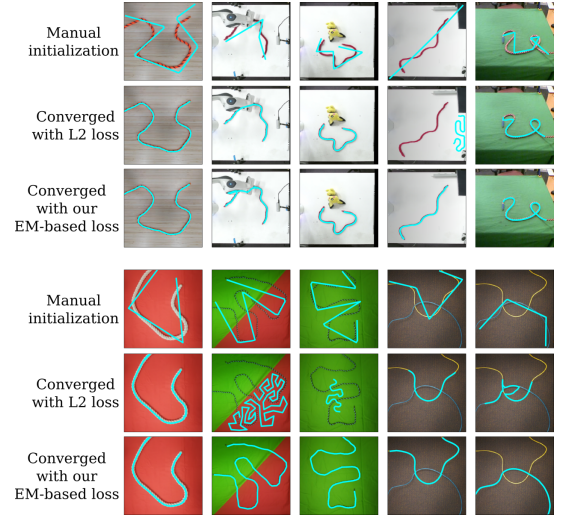 Manual
initialization
Converged
with L2 loss
Converged
with our
EM-based loss
Manual
initialization
Converged
with L2 loss
Converged
with our
EM-based loss